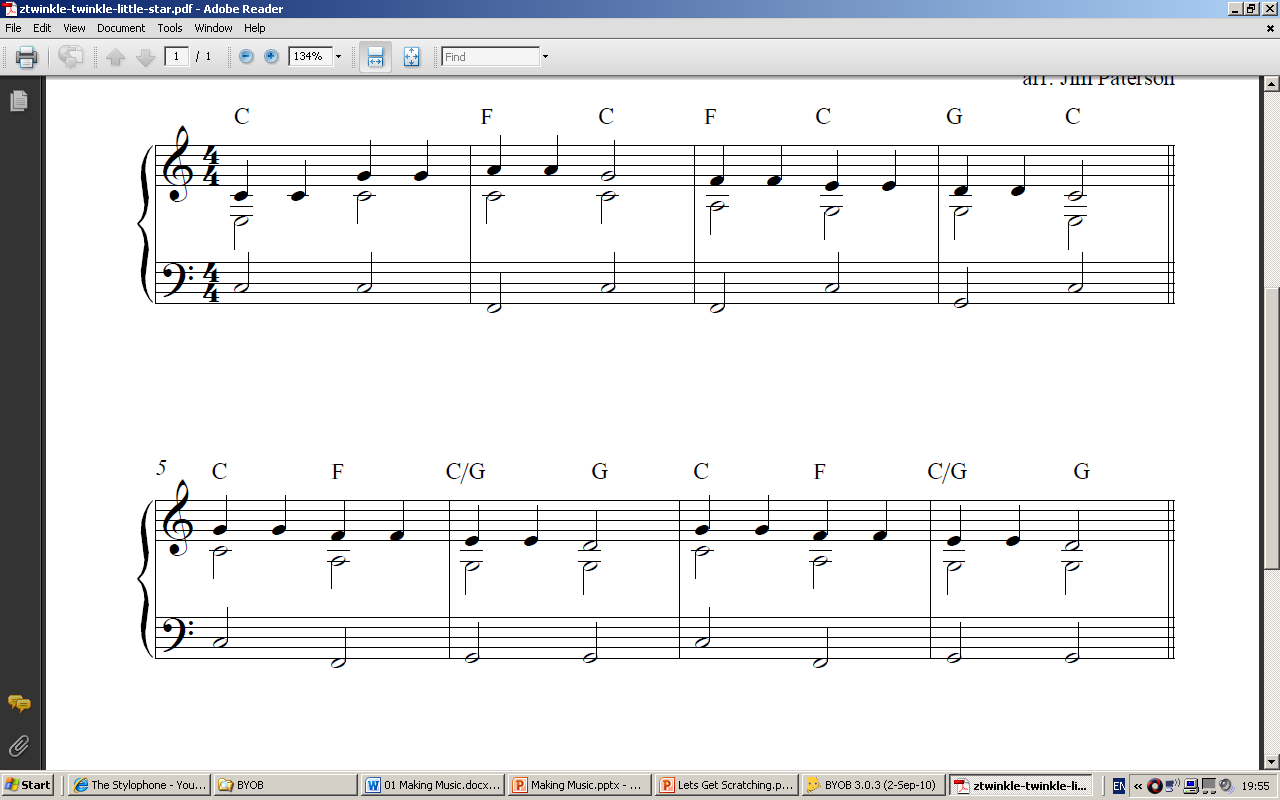 ztwinkle-twinkle-little-star.pdf - Adobe Reader
File Edit View Document Tools Window Help
1 / 1 134% Find
arr. Jim Paterson
C F C F C G C
4 4
4 4
5 C F C/G G C F C/G G
Start The Stylophone - You... BYOB 01 Making Music.docx... Making Music.pptx - ... Lets Get Scratching.p... BYOB 3.0.3 (2-Sep-10) ztwinkle-twinkle-li... EN « 19:55